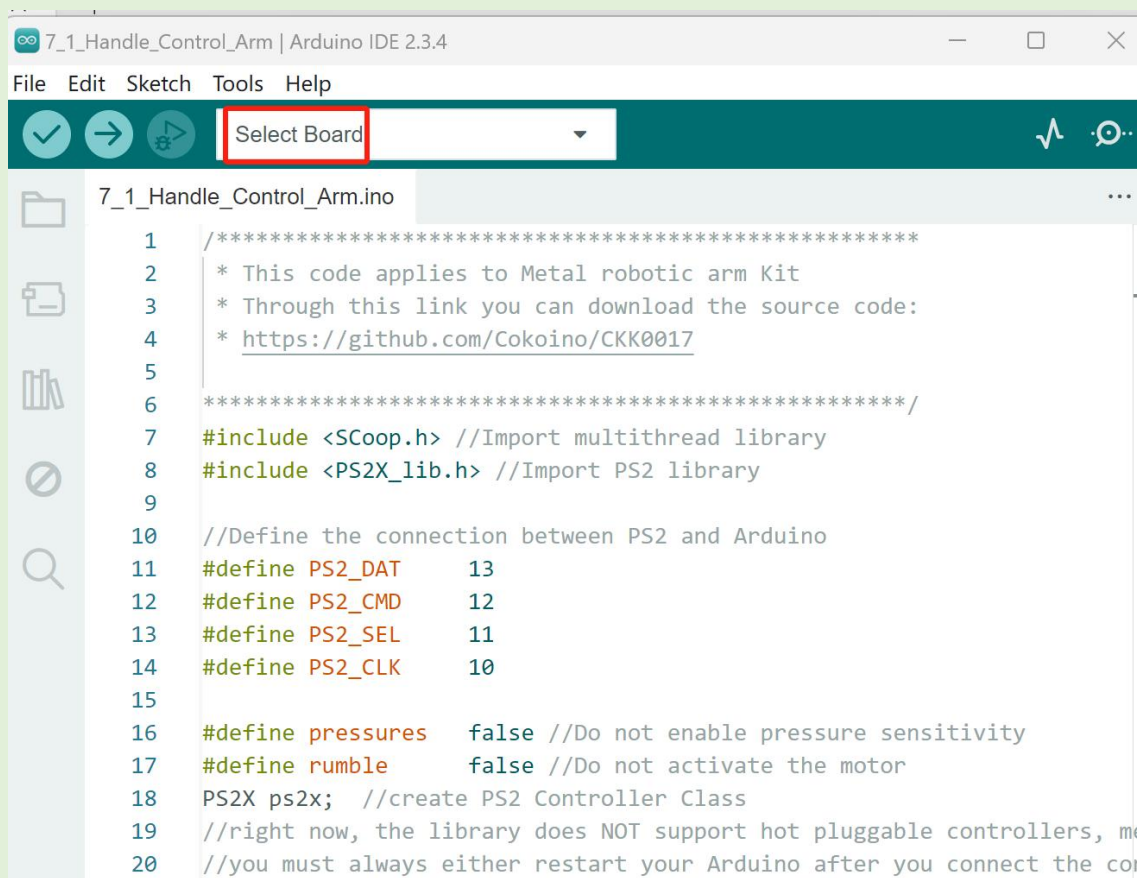 7_1_Handle_Control_Arm | Arduino IDE 2.3.4
File Edit Sketch Tools Help
Select Board
7_1_Handle_Control_Arm.ino
1 /*****************************************************
2 * This code applies to Metal robotic arm Kit
3 * Through this link you can download the source code:
4 * https://github.com/Cokoino/CKK0017
5
6 *****************************************************/
7 #include <SCoop.h> //Import multithread library
8 #include <PS2X_lib.h> //Import PS2 library
9
10 //Define the connection between PS2 and Arduino
11 #define PS2_DAT 13
12 #define PS2_CMD 12
13 #define PS2_SEL 11
14 #define PS2_CLK 10
15
16 #define pressures false //Do not enable pressure sensitivity
17 #define rumble false //Do not activate the motor
18 PS2X ps2x; //create PS2 Controller Class
19 //right now, the library does NOT support hot pluggable controllers,
20 //you must always either restart your Arduino after you connect the